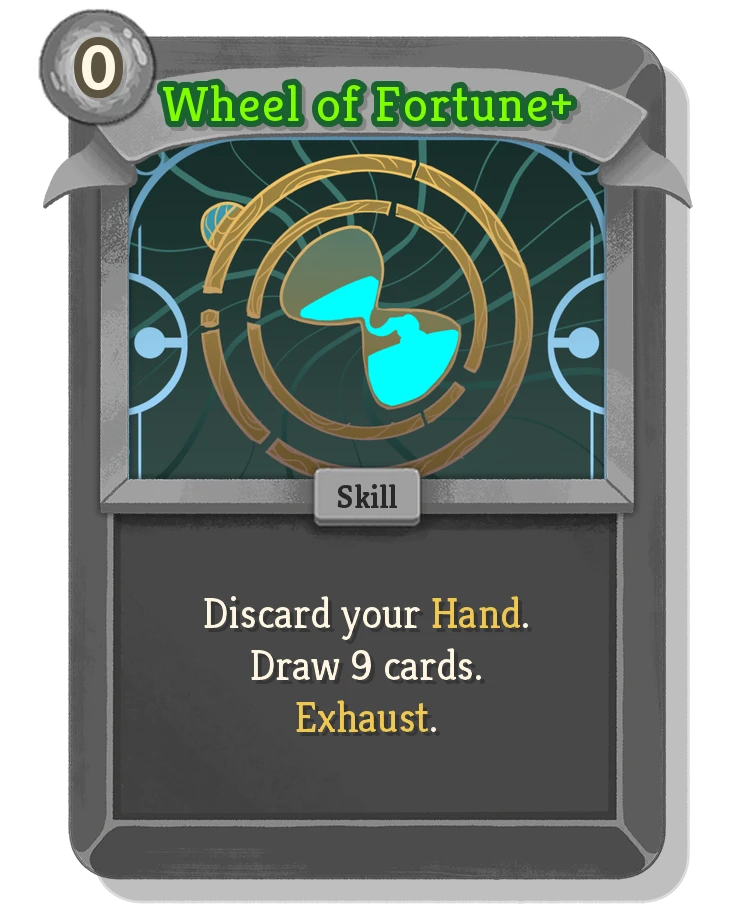 0
Wheel of Fortune+
Skill
Discard your Hand.
Draw 9 cards.
Exhaust.